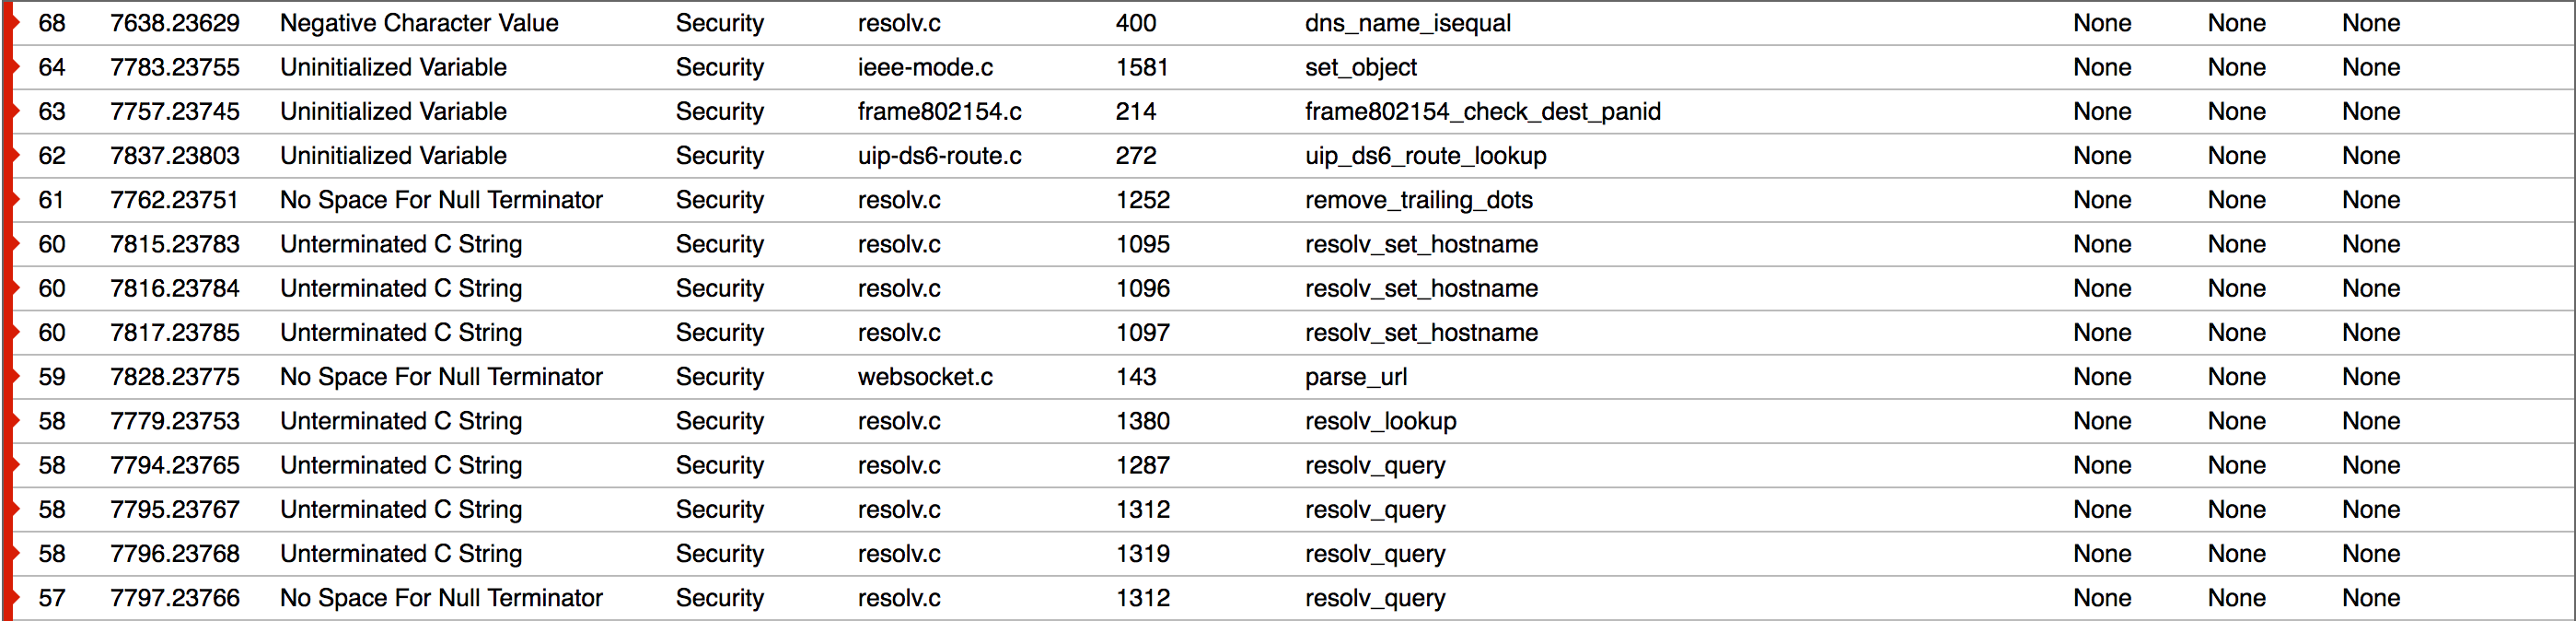 68 7638.23629 Negative Character Value Security resolv.c 400 dns_name_isequal None None None
64 7783.23755 Uninitialized Variable Security ieee-mode.c 1581 set_object None None None
63 7757.23745 Uninitialized Variable Security frame802154.c 214 frame802154_check_dest_panid None None None
62 7837.23803 Uninitialized Variable Security uip-ds6-route.c 272 uip_ds6_route_lookup None None None
61 7762.23751 No Space For Null Terminator Security resolv.c 1252 remove_trailing_dots None None None
60 7815.23783 Unterminated C String Security resolv.c 1095 resolv_set_hostname None None None
60 7816.23784 Unterminated C String Security resolv.c 1096 resolv_set_hostname None None None
60 7817.23785 Unterminated C String Security resolv.c 1097 resolv_set_hostname None None None
59 7828.23775 No Space For Null Terminator Security websocket.c 143 parse_url None None None
58 7779.23753 Unterminated C String Security resolv.c 1380 resolv_lookup None None None
58 7794.23765 Unterminated C String Security resolv.c 1287 resolv_query None None None
58 7795.23767 Unterminated C String Security resolv.c 1312 resolv_query None None None
58 7796.23768 Unterminated C String Security resolv.c 1319 resolv_query None None None
57 7797.23766 No Space For Null Terminator Security resolv.c 1312 resolv_query None None None